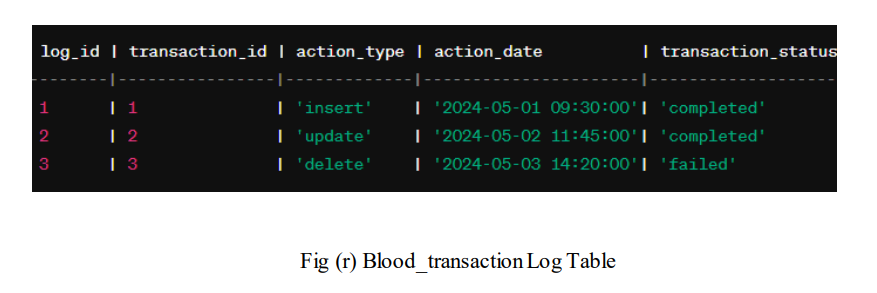 log_id | transaction_id | action_type | action_date | transaction_status
--------|----------------|-------------|----------------------|-------------------
1 | 1 | 'insert' | '2024-05-01 09:30:00'| 'completed'
2 | 2 | 'update' | '2024-05-02 11:45:00'| 'completed'
3 | 3 | 'delete' | '2024-05-03 14:20:00'| 'failed'
Fig (r) Blood_transaction Log Table